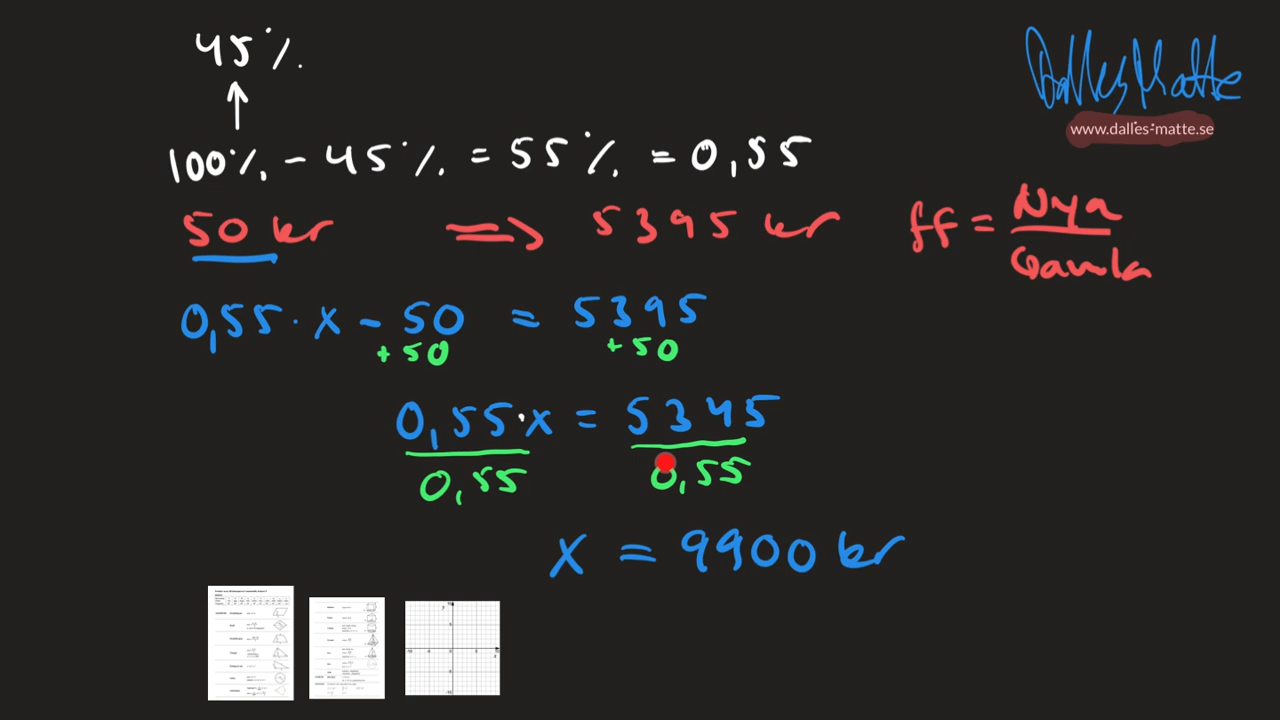 45%
Dalles Matte
www.dalles-matte.se
100% - 45% = 55% = 0,55
50 kr => 5395 kr ff = Nya / Gamla
0,55 · x - 50 = 5395
+ 50 + 50
0,55 · x = 5345
0,55 0,55
x = 9900 kr